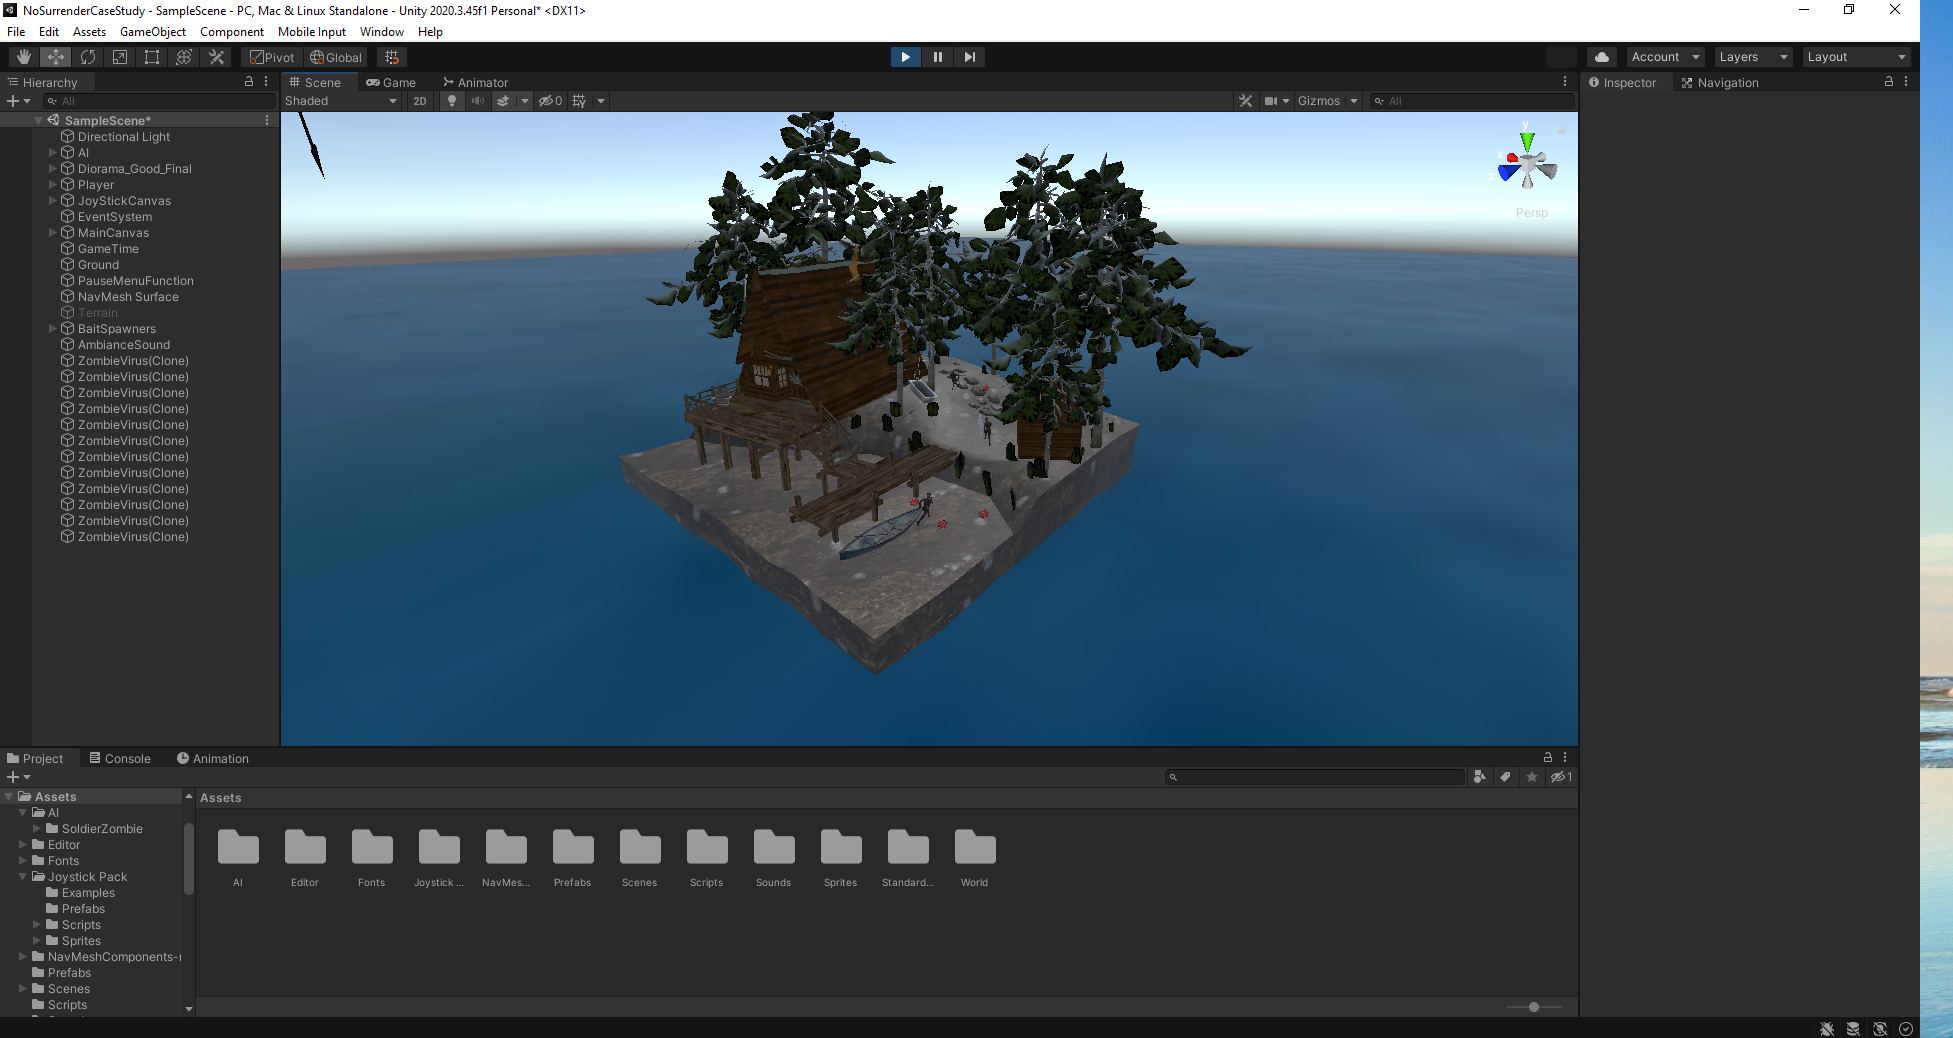 NoSurrenderCaseStudy - SampleScene - PC, Mac & Linux Standalone - Unity 2020.3.45f1 Personal* <DX11>
File Edit Assets GameObject Component Mobile Input Window Help
Pivot Global Account Layers Layout
Hierarchy
All
SampleScene*
Directional Light
AI
Diorama_Good_Final
Player
JoyStickCanvas
EventSystem
MainCanvas
GameTime
Ground
PauseMenuFunction
NavMesh Surface
Terrain
BaitSpawners
AmbianceSound
ZombieVirus(Clone)
ZombieVirus(Clone)
ZombieVirus(Clone)
ZombieVirus(Clone)
ZombieVirus(Clone)
ZombieVirus(Clone)
ZombieVirus(Clone)
ZombieVirus(Clone)
ZombieVirus(Clone)
ZombieVirus(Clone)
ZombieVirus(Clone)
ZombieVirus(Clone)
Scene Game Animator
Shaded 2D 0 Gizmos All
y
x
z
Persp
Inspector Navigation
Project Console Animation
1
Assets
AI
SoldierZombie
Editor
Fonts
Joystick Pack
Examples
Prefabs
Scripts
Sprites
NavMeshComponents-
Prefabs
Scenes
Scripts
Assets
AI Editor Fonts Joystick ... NavMes... Prefabs Scenes Scripts Sounds Sprites Standard... World